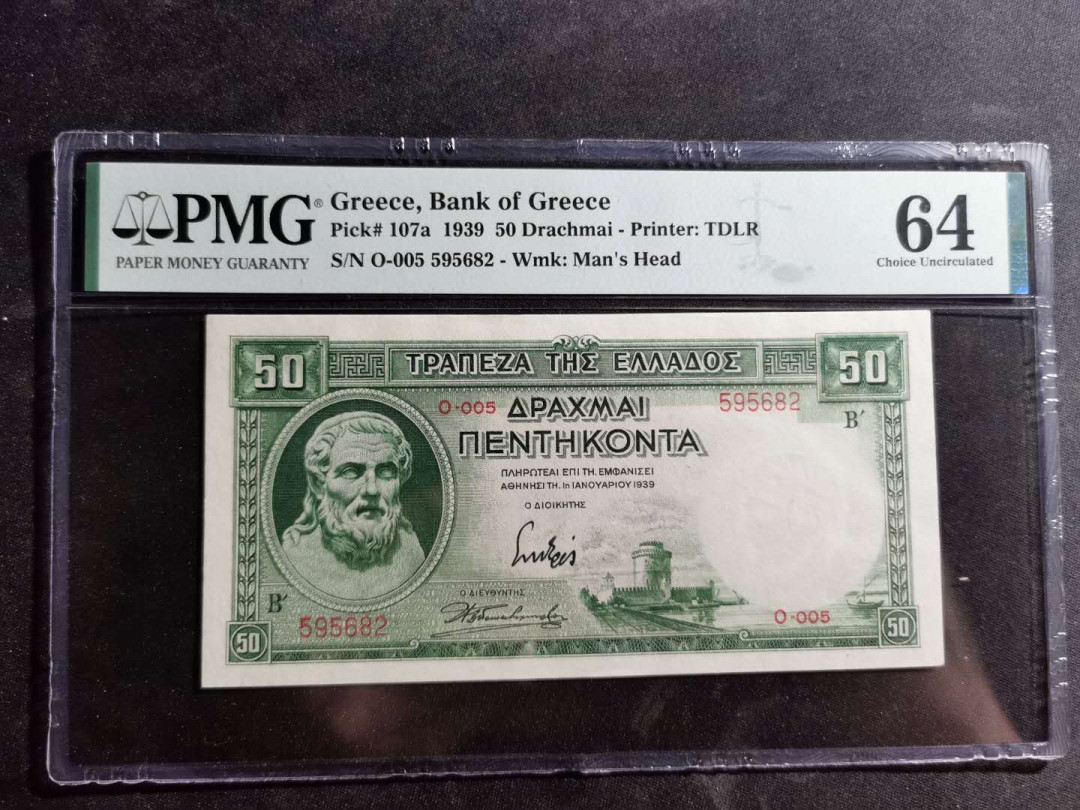 PMG®
PAPER MONEY GUARANTY
Greece, Bank of Greece
Pick# 107a 1939 50 Drachmai - Printer: TDLR
S/N O-005 595682 - Wmk: Man's Head
64
Choice Uncirculated
50 ΤΡΑΠΕΖΑ ΤΗΣ ΕΛΛΑΔΟΣ 50
Ο-005 ΔΡΑΧΜΑΙ 595682
ΠΕΝΤΗΚΟΝΤΑ Β′
ΠΛΗΡΩΤΕΑΙ ΕΠΙ ΤΗ. ΕΜΦΑΝΙΣΕΙ
ΑΘΗΝΗΣΙ ΤΗ. 1η ΙΑΝΟΥΑΡΙΟΥ 1939
Ο ΔΙΟΙΚΗΤΗΣ
Ο ΔΙΕΥΘΥΝΤΗΣ
Β′
595682 Ο-005
50 50